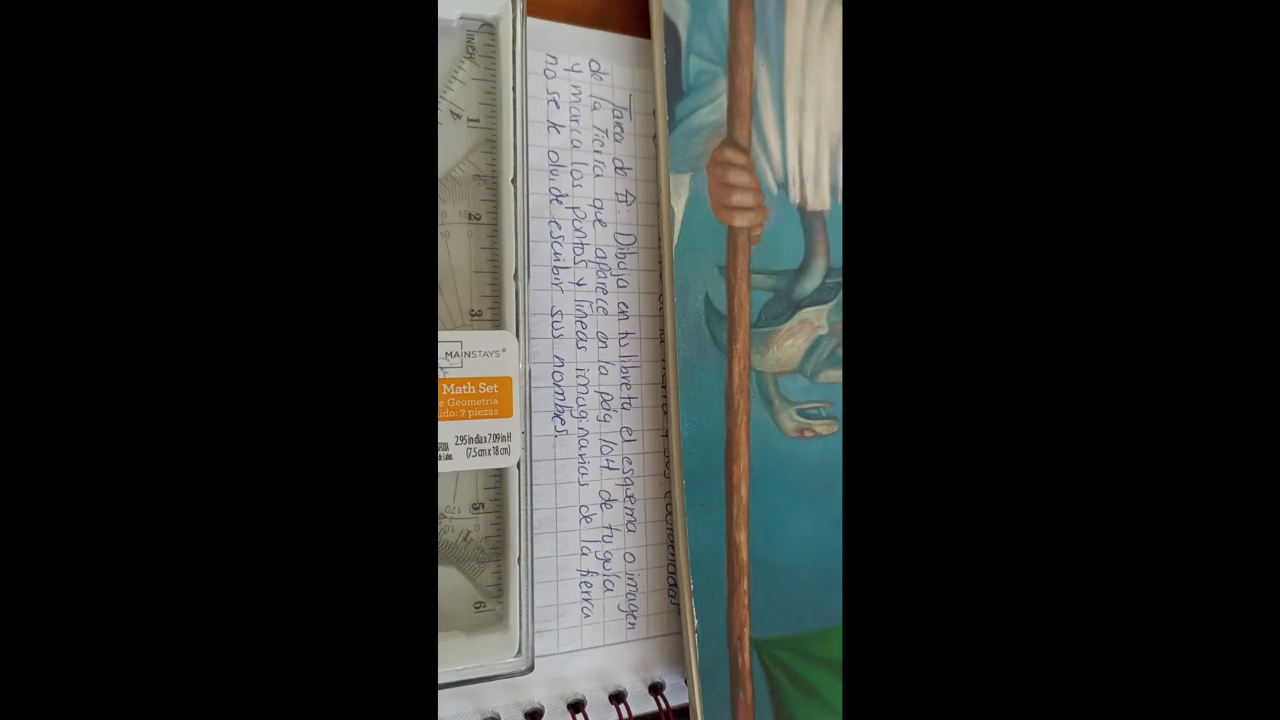 Tarea de : Dibuja en tu libreta el esquema o imagen
de la tierra que aparece en la pág 104 de tu guía
y marca los puntos y líneas imaginarias de la tierra
no se te olvide escribir sus nombres.
INCH
1
2
3
5
6
MAINSTAYS®
Math Set
e Geometría
ido: 7 piezas
2.95 in dia x 7.09 in H
(7.5 cm x 18 cm)
170
10